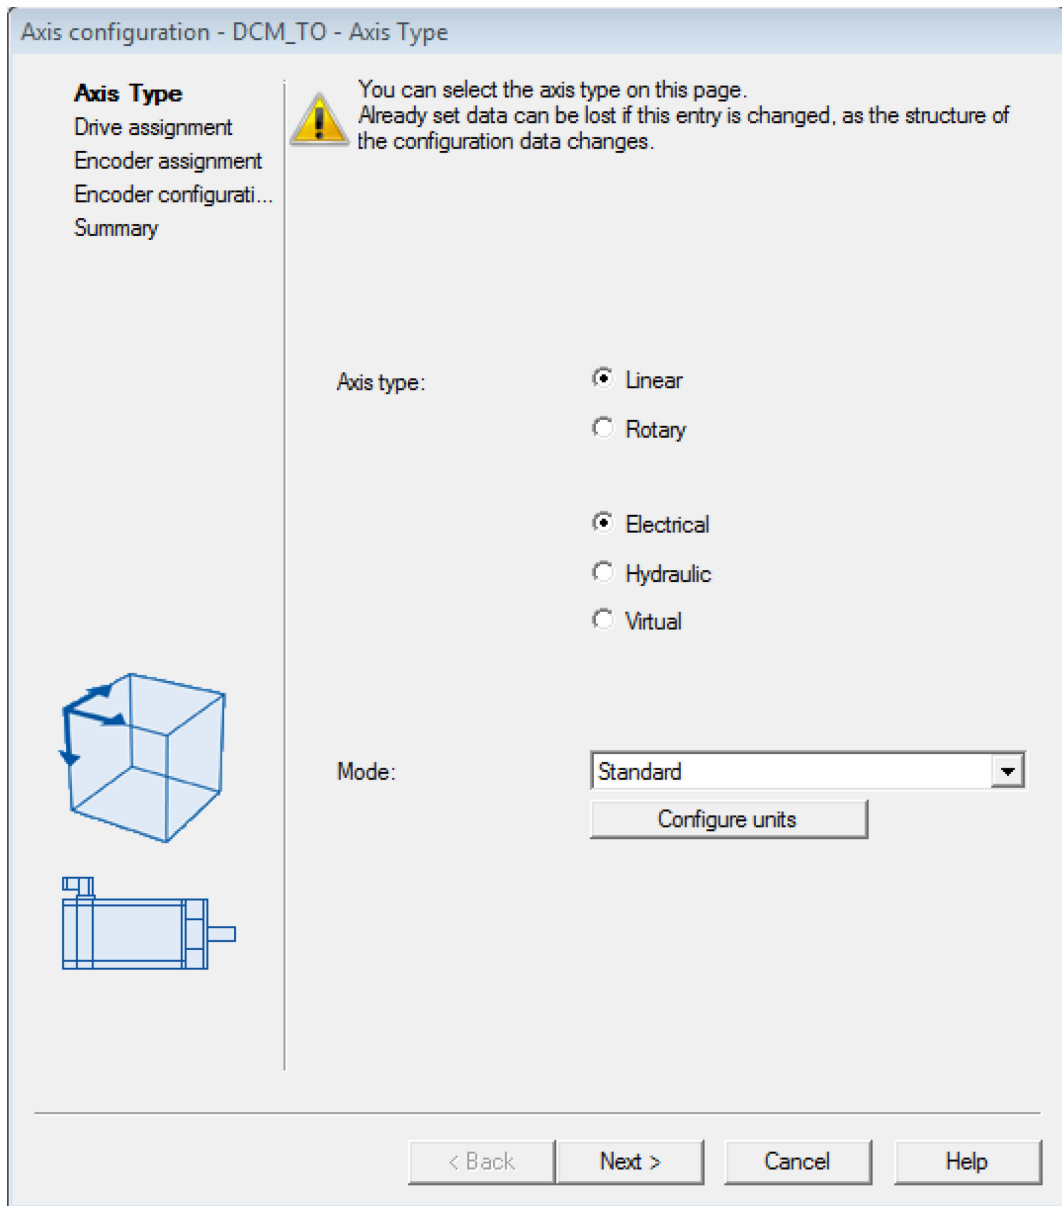 Axis configuration - DCM_TO - Axis Type
Axis Type
Drive assignment
Encoder assignment
Encoder configurati...
Summary
You can select the axis type on this page.
Already set data can be lost if this entry is changed, as the structure of
the configuration data changes.
Axis type:
Linear
Rotary
Electrical
Hydraulic
Virtual
Mode:
Standard
Configure units
< Back
Next >
Cancel
Help